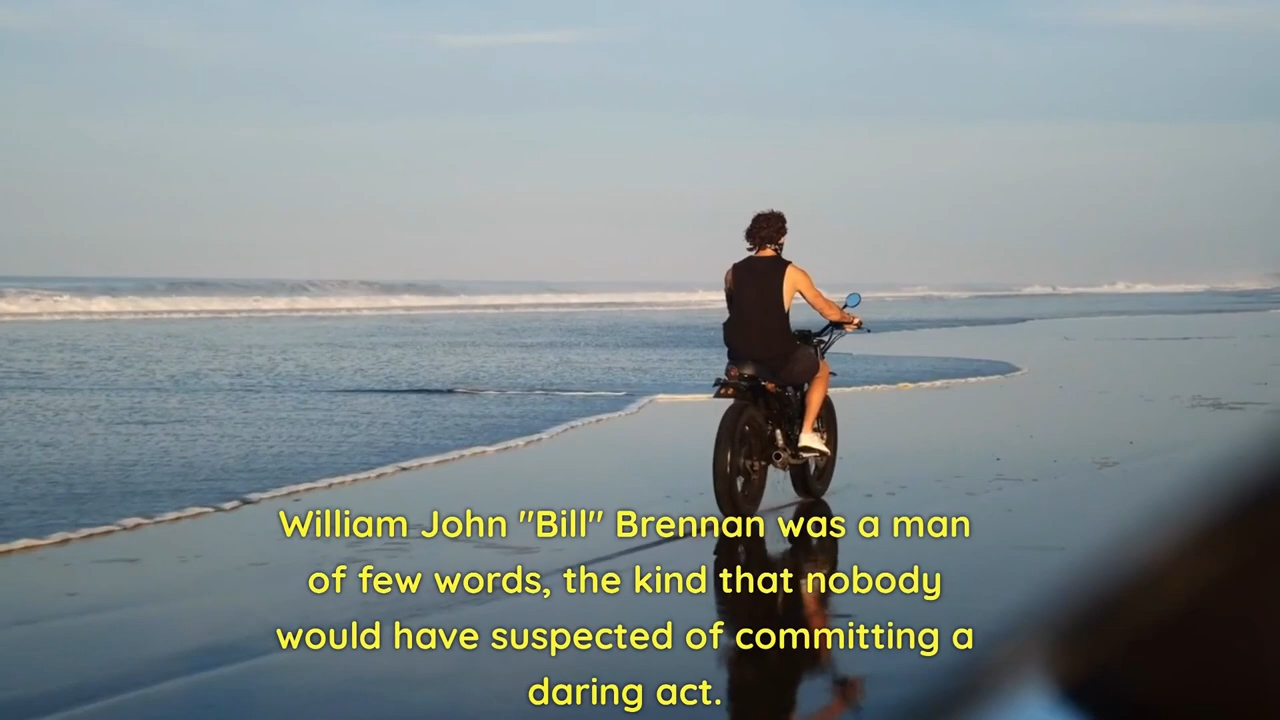 William John "Bill" Brennan was a man
of few words, the kind that nobody
would have suspected of committing a
daring act.